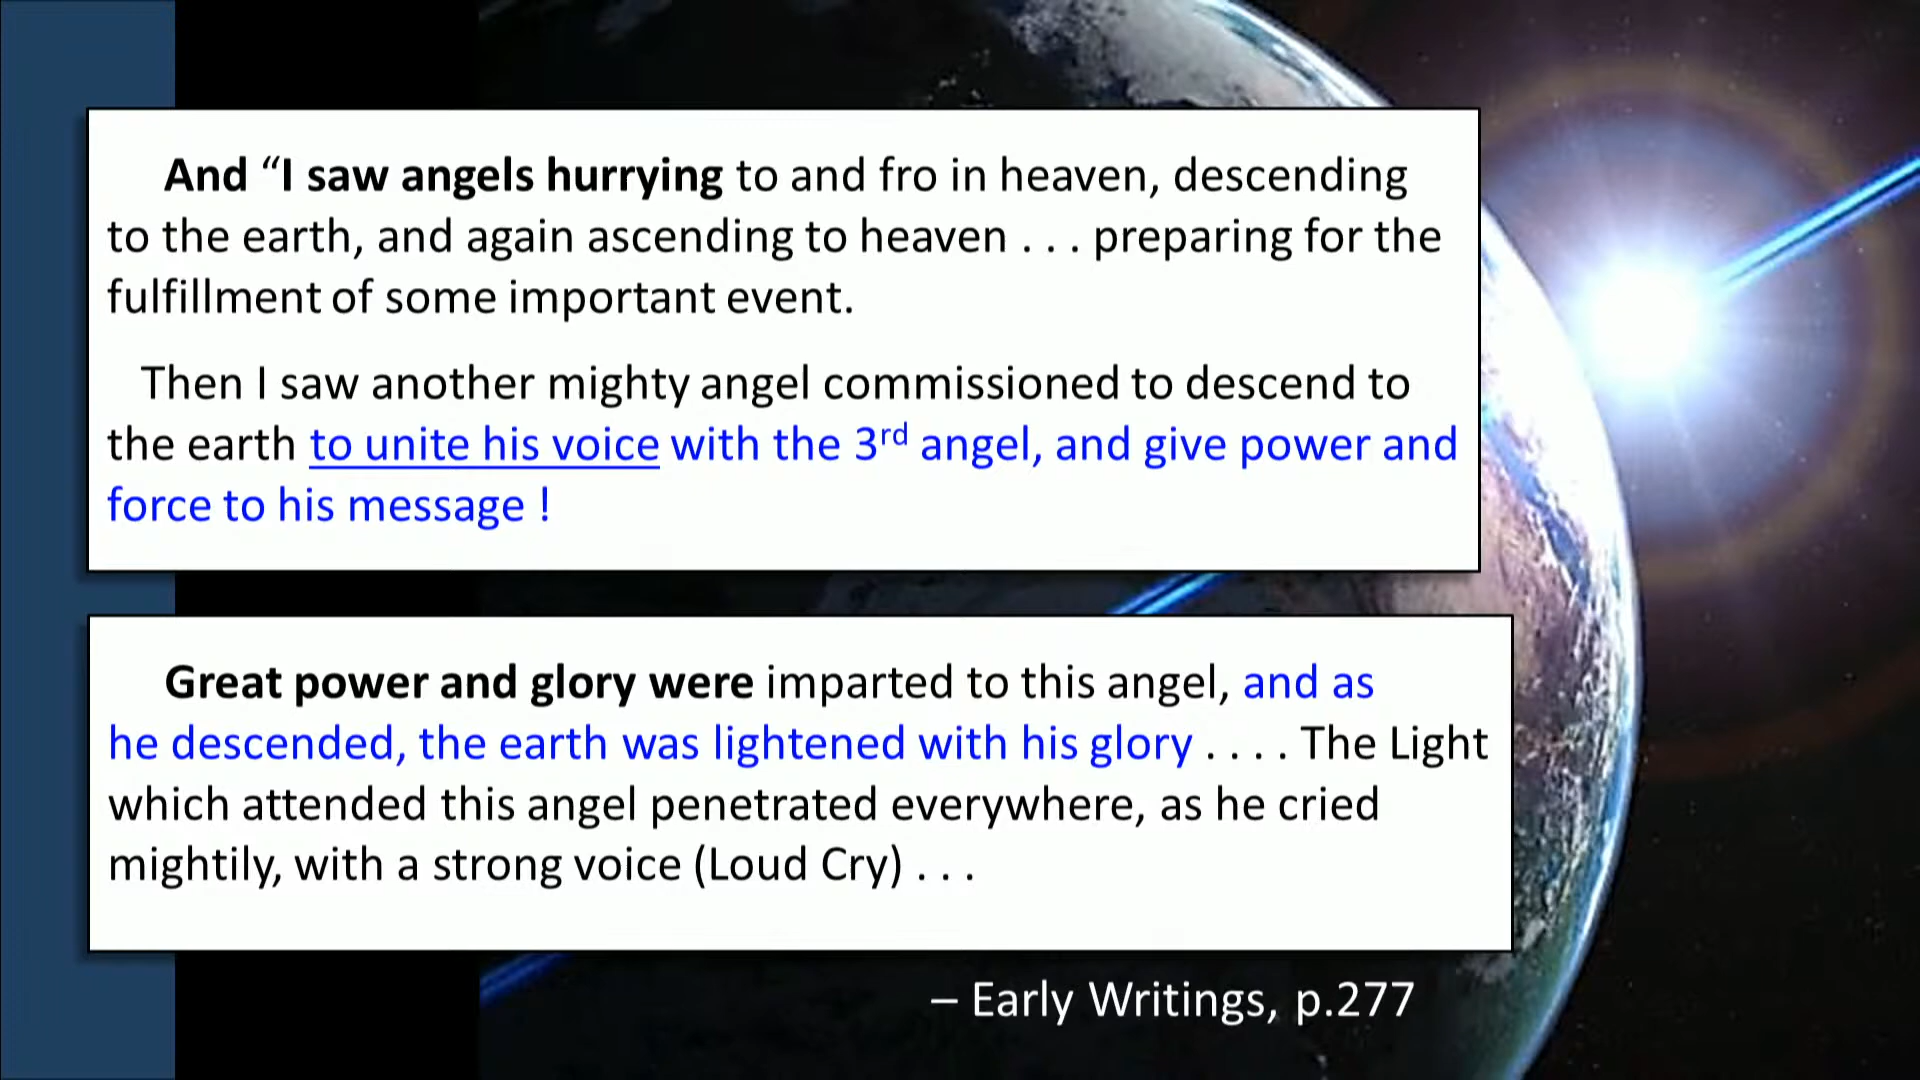 And “I saw angels hurrying to and fro in heaven, descending
to the earth, and again ascending to heaven . . . preparing for the
fulfillment of some important event.
Then I saw another mighty angel commissioned to descend to
the earth to unite his voice with the 3rd angel, and give power and
force to his message !
Great power and glory were imparted to this angel, and as
he descended, the earth was lightened with his glory . . . . The Light
which attended this angel penetrated everywhere, as he cried
mightily, with a strong voice (Loud Cry) . . .
– Early Writings, p.277